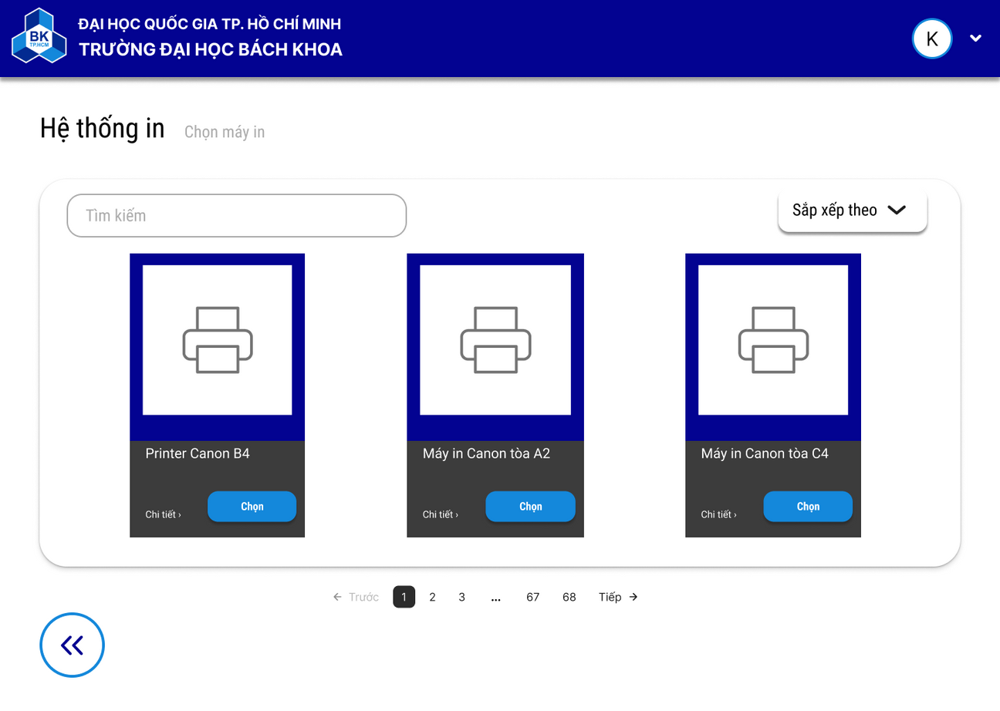 BK
TP.HCM
ĐẠI HỌC QUỐC GIA TP. HỒ CHÍ MINH
TRƯỜNG ĐẠI HỌC BÁCH KHOA
K
Hệ thống in Chọn máy in
Tìm kiếm
Sắp xếp theo
Printer Canon B4
Chi tiết ›
Chọn
Máy in Canon tòa A2
Chi tiết ›
Chọn
Máy in Canon tòa C4
Chi tiết ›
Chọn
← Trước 1 2 3 ... 67 68 Tiếp →